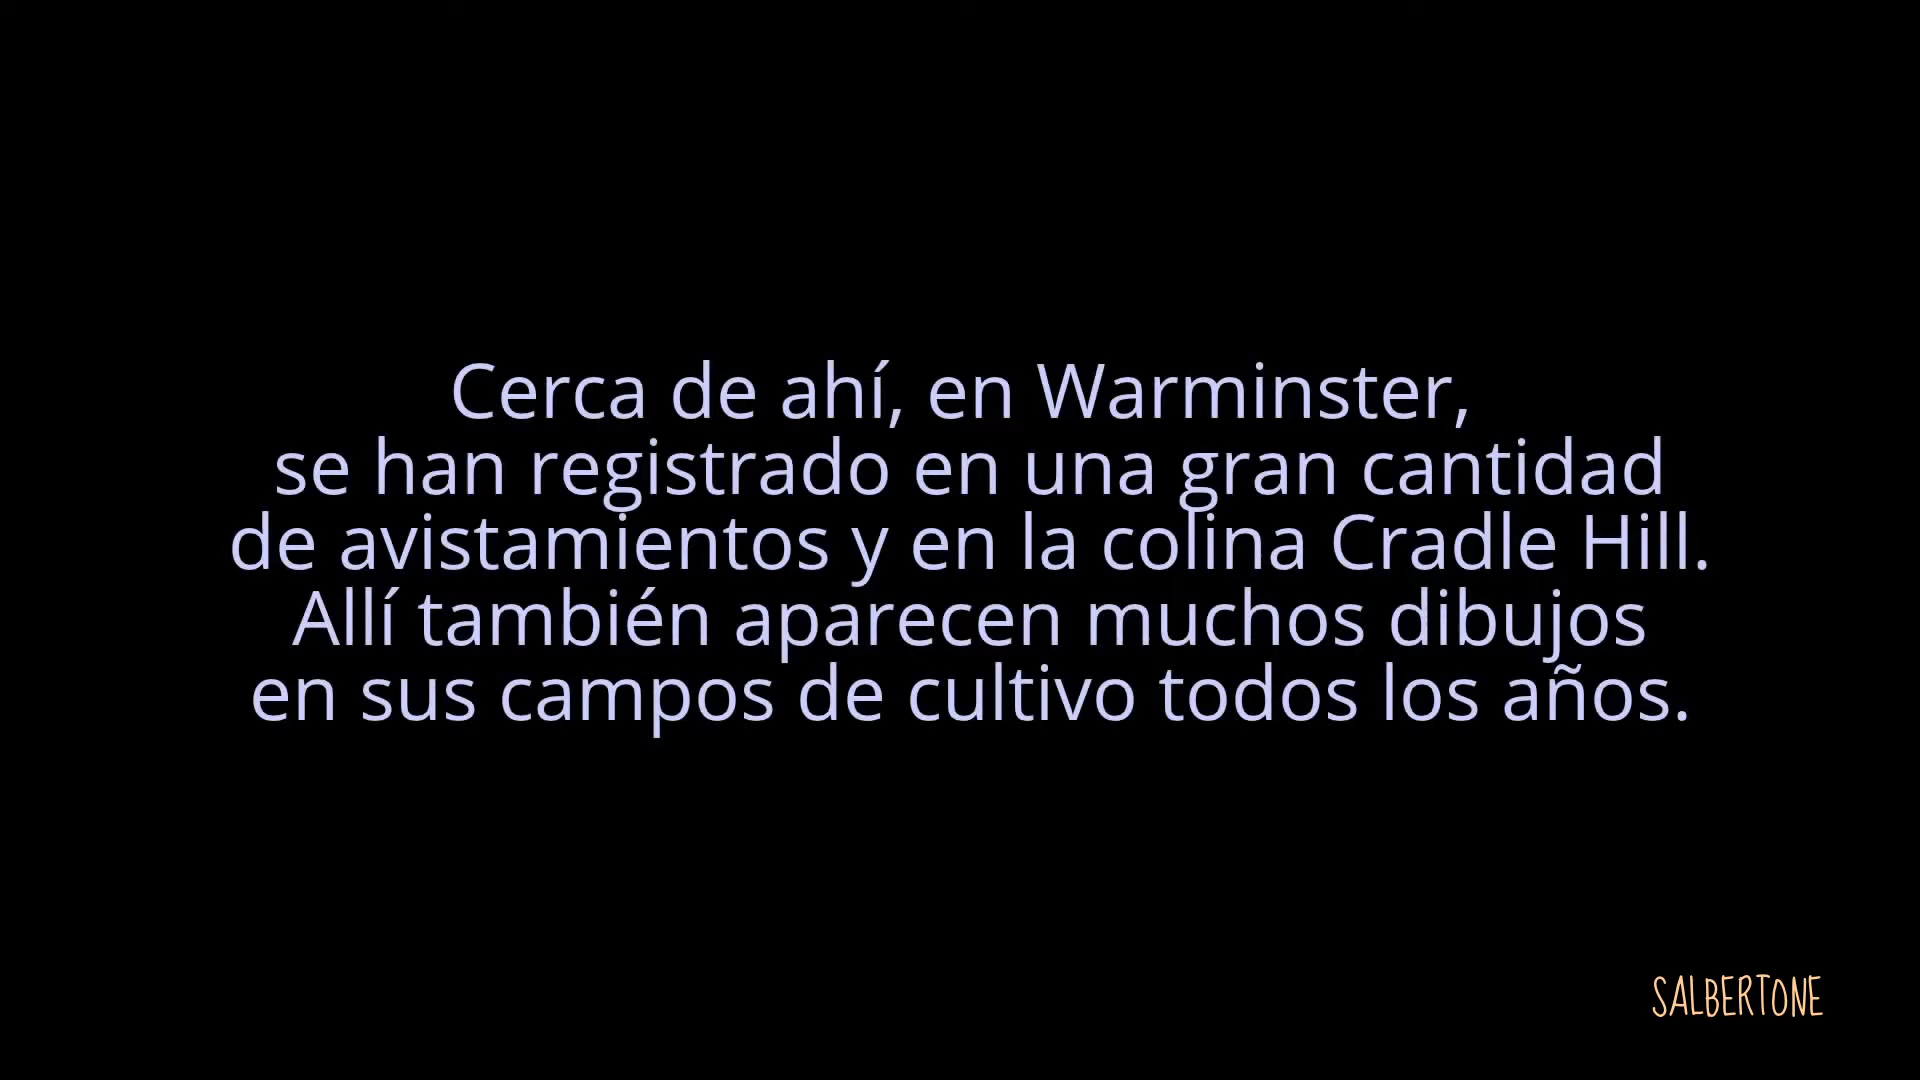 Cerca de ahí, en Warminster,
se han registrado en una gran cantidad
de avistamientos y en la colina Cradle Hill.
Allí también aparecen muchos dibujos
en sus campos de cultivo todos los años.
SALBERTONE